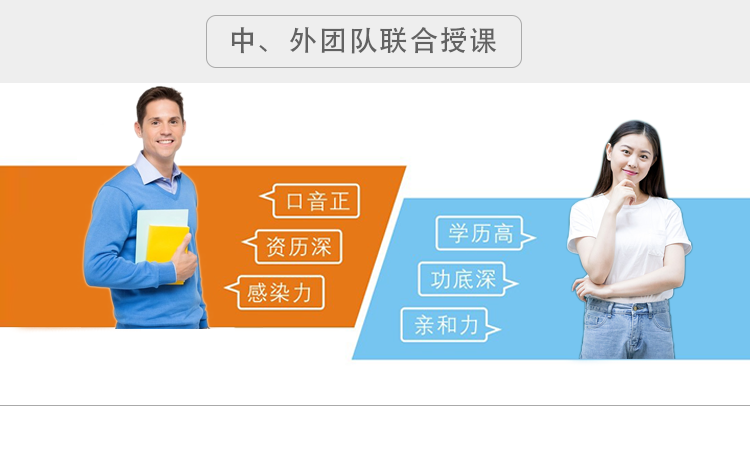 中、外团队联合授课
口音正
资历深
感染力
学历高
功底深
亲和力